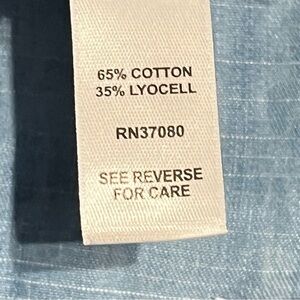 65% COTTON
35% LYOCELL
RN37080
SEE REVERSE
FOR CARE